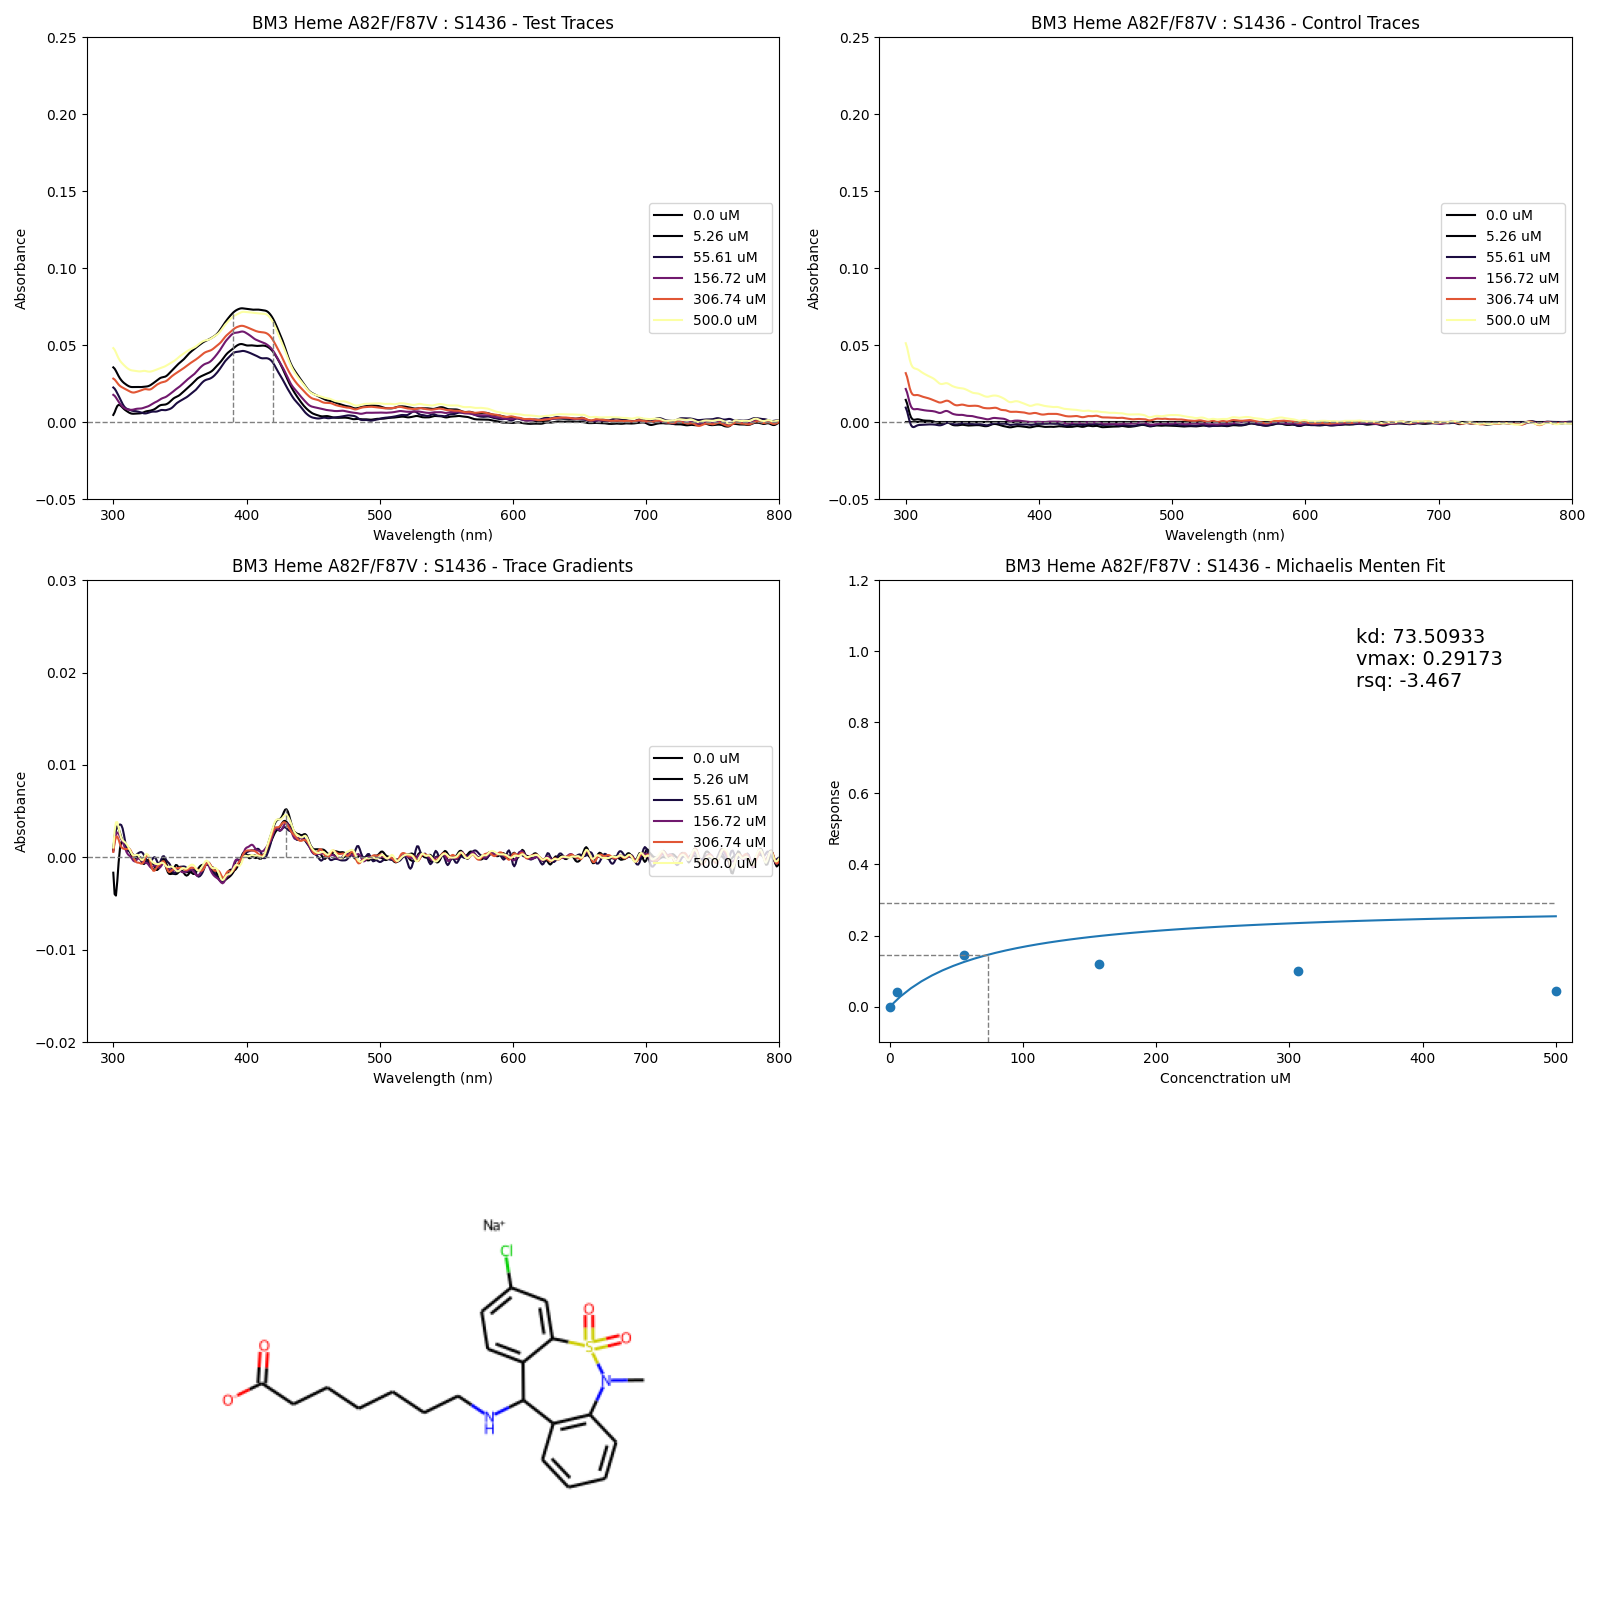 BM3 Heme A82F/F87V : S1436 - Test Traces
0.25
0.20
0.15
0.10
0.05
0.00
−0.05
Absorbance
300 400 500 600 700 800
Wavelength (nm)
0.0 uM
5.26 uM
55.61 uM
156.72 uM
306.74 uM
500.0 uM
BM3 Heme A82F/F87V : S1436 - Control Traces
0.25
0.20
0.15
0.10
0.05
0.00
−0.05
Absorbance
300 400 500 600 700 800
Wavelength (nm)
0.0 uM
5.26 uM
55.61 uM
156.72 uM
306.74 uM
500.0 uM
BM3 Heme A82F/F87V : S1436 - Trace Gradients
0.03
0.02
0.01
0.00
−0.01
−0.02
Absorbance
300 400 500 600 700 800
Wavelength (nm)
0.0 uM
5.26 uM
55.61 uM
156.72 uM
306.74 uM
500.0 uM
BM3 Heme A82F/F87V : S1436 - Michaelis Menten Fit
1.2
1.0
0.8
0.6
0.4
0.2
0.0
Response
0 100 200 300 400 500
Concenctration uM
kd: 73.50933
vmax: 0.29173
rsq: -3.467
Na⁺
Cl
O
O
S
O
N
O⁻
N
H